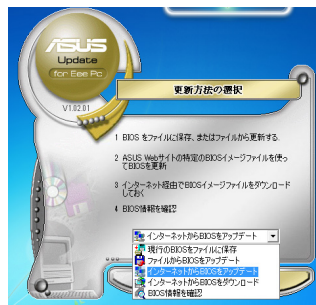 ASUS
Update
for Eee Pc
V1.02.01
更新方法の選択
1 BIOS をファイルに保存、またはファイルから更新する
2 ASUS Webサイトの特定のBIOSイメージファイルを使っ
てBIOSを更新
3 インターネット経由でBIOSイメージファイルをダウンロード
しておく
4 BIOS情報を確認
インターネットからBIOSをアップデート
現行のBIOSをファイルに保存
ファイルからBIOSをアップデート
インターネットからBIOSをアップデート
インターネットからBIOSをダウンロード
BIOS情報を確認